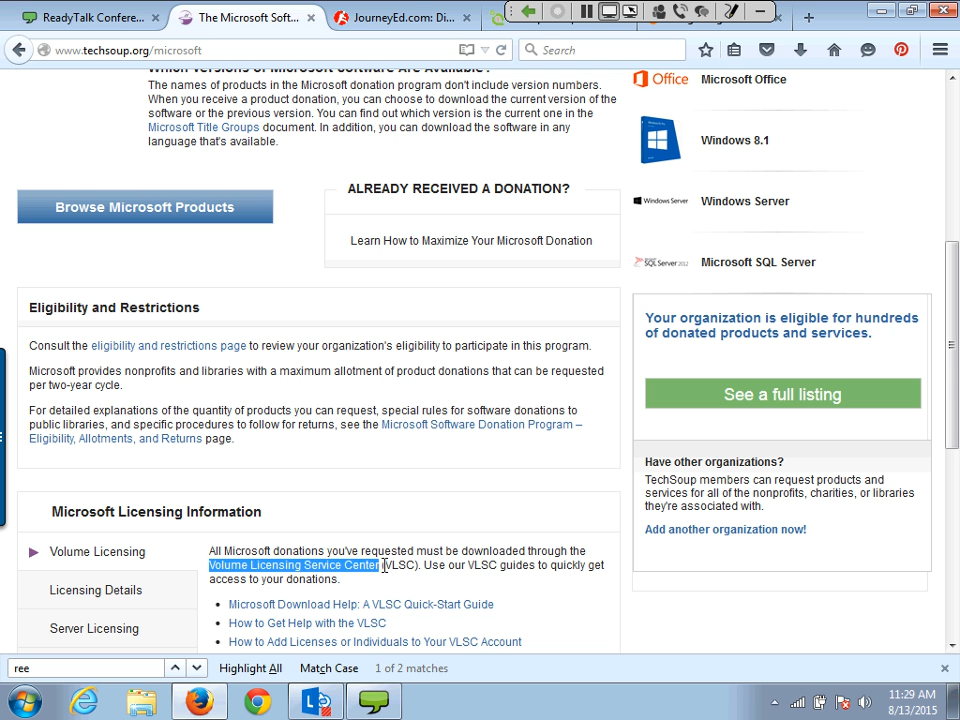 ReadyTalk Confere...
The Microsoft Soft...
JourneyEd.com: Di...
www.techsoup.org/microsoft
Search
Which Versions of Microsoft Software Are Available?
The names of products in the Microsoft donation program don't include version numbers.
When you receive a product donation, you can choose to download the current version of the
software or the previous version. You can find out which version is the current one in the
Microsoft Title Groups document. In addition, you can download the software in any
language that's available.
Browse Microsoft Products
ALREADY RECEIVED A DONATION?
Learn How to Maximize Your Microsoft Donation
Eligibility and Restrictions
Consult the eligibility and restrictions page to review your organization's eligibility to participate in this program.
Microsoft provides nonprofits and libraries with a maximum allotment of product donations that can be requested
per two-year cycle.
For detailed explanations of the quantity of products you can request, special rules for software donations to
public libraries, and specific procedures to follow for returns, see the Microsoft Software Donation Program –
Eligibility, Allotments, and Returns page.
Microsoft Licensing Information
Volume Licensing
Licensing Details
Server Licensing
All Microsoft donations you've requested must be downloaded through the
Volume Licensing Service Center (VLSC). Use our VLSC guides to quickly get
access to your donations.
Microsoft Download Help: A VLSC Quick-Start Guide
How to Get Help with the VLSC
How to Add Licenses or Individuals to Your VLSC Account
Office Microsoft Office
Windows 8.1
Windows Server Windows Server
SQL Server 2012 Microsoft SQL Server
Your organization is eligible for hundreds
of donated products and services.
See a full listing
Have other organizations?
TechSoup members can request products and
services for all of the nonprofits, charities, or libraries
they're associated with.
Add another organization now!
ree
Highlight All
Match Case
1 of 2 matches
11:29 AM
8/13/2015